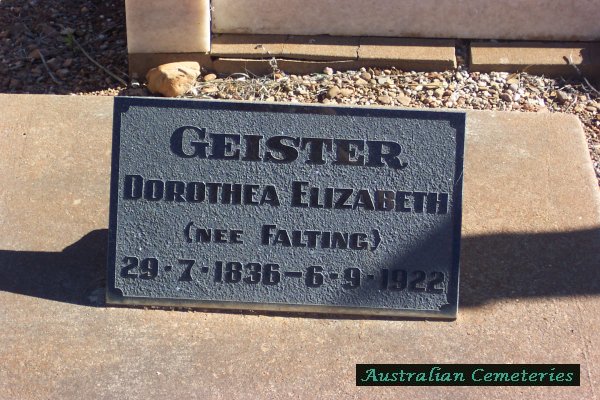 GEISTER
DOROTHEA ELIZABETH
(NEE FALTING)
29·7·1836–6·9·1922
Australian Cemeteries